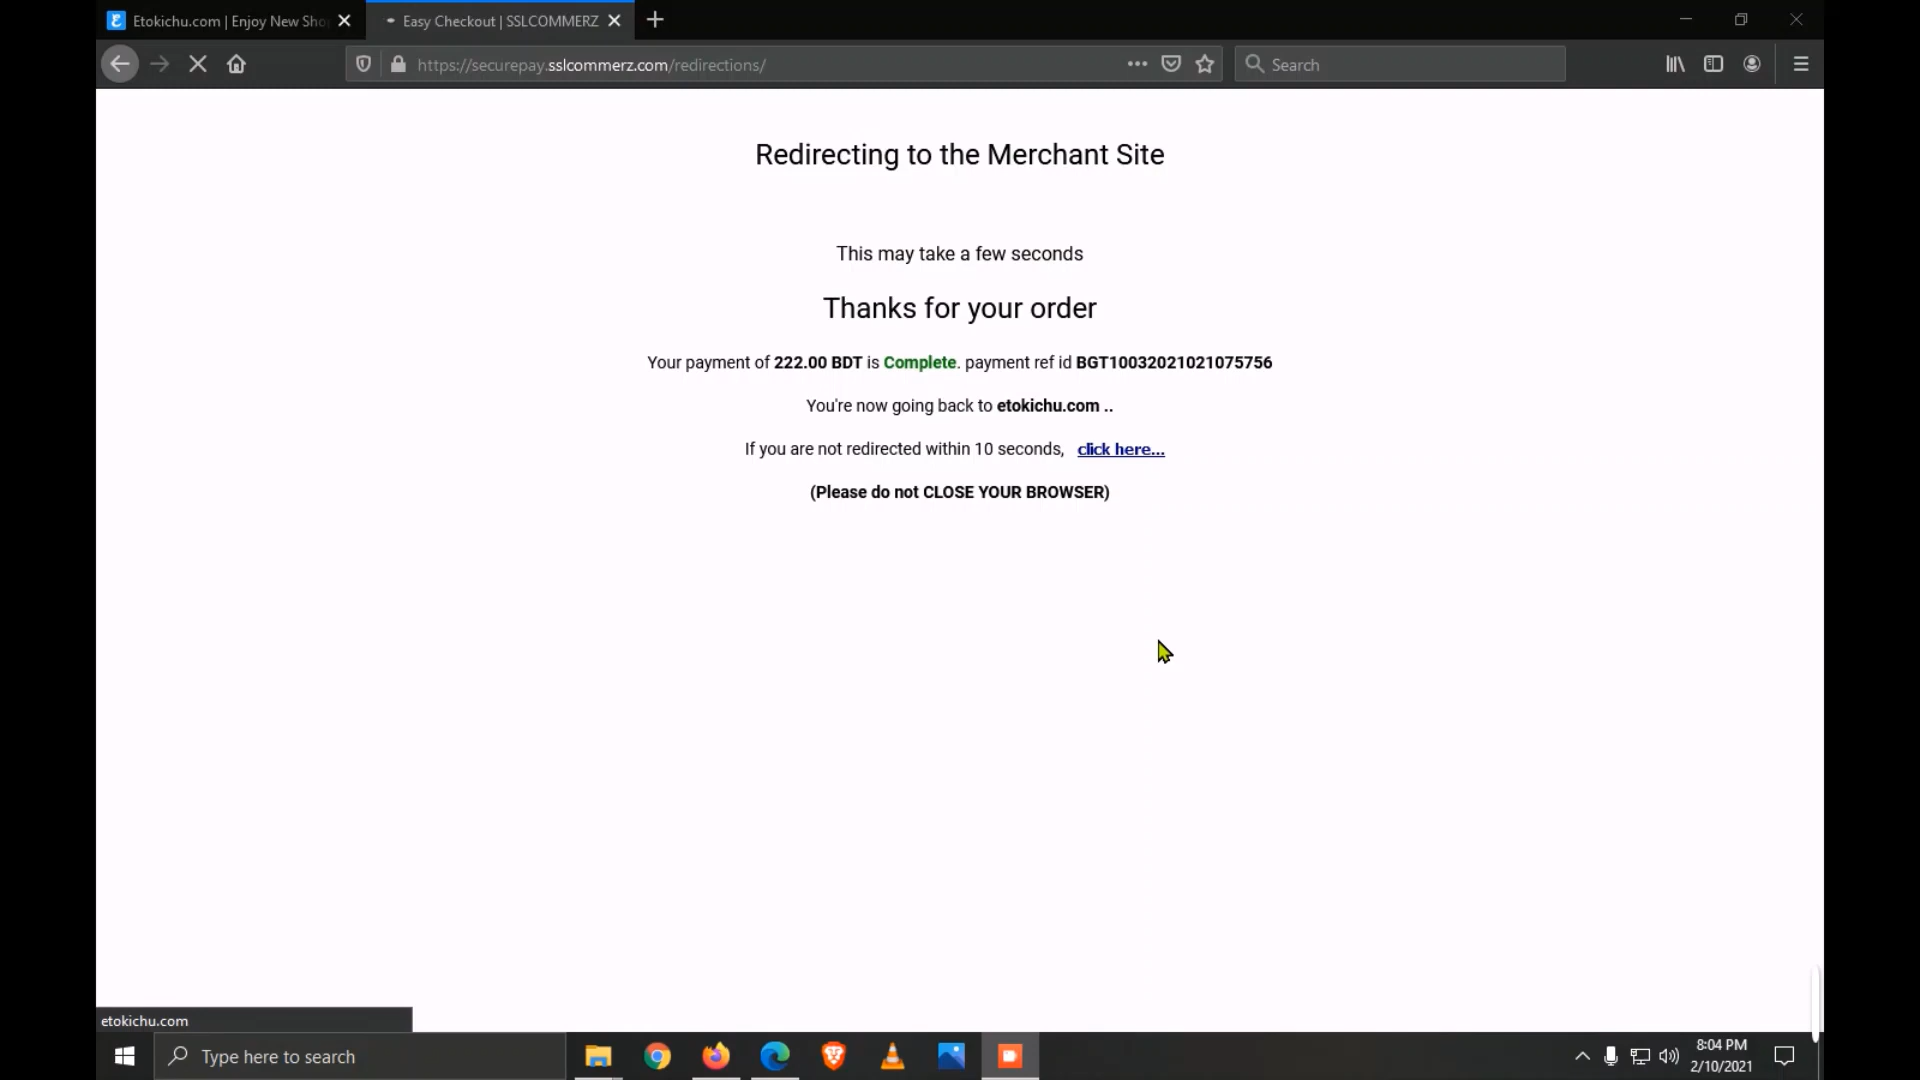 Etokichu.com | Enjoy New Sho
Easy Checkout | SSLCOMMERZ
https://securepay.sslcommerz.com/redirections/
Search
Redirecting to the Merchant Site
This may take a few seconds
Thanks for your order
Your payment of 222.00 BDT is Complete. payment ref id BGT10032021021075756
You're now going back to etokichu.com ..
If you are not redirected within 10 seconds, click here...
(Please do not CLOSE YOUR BROWSER)
etokichu.com
Type here to search
8:04 PM
2/10/2021